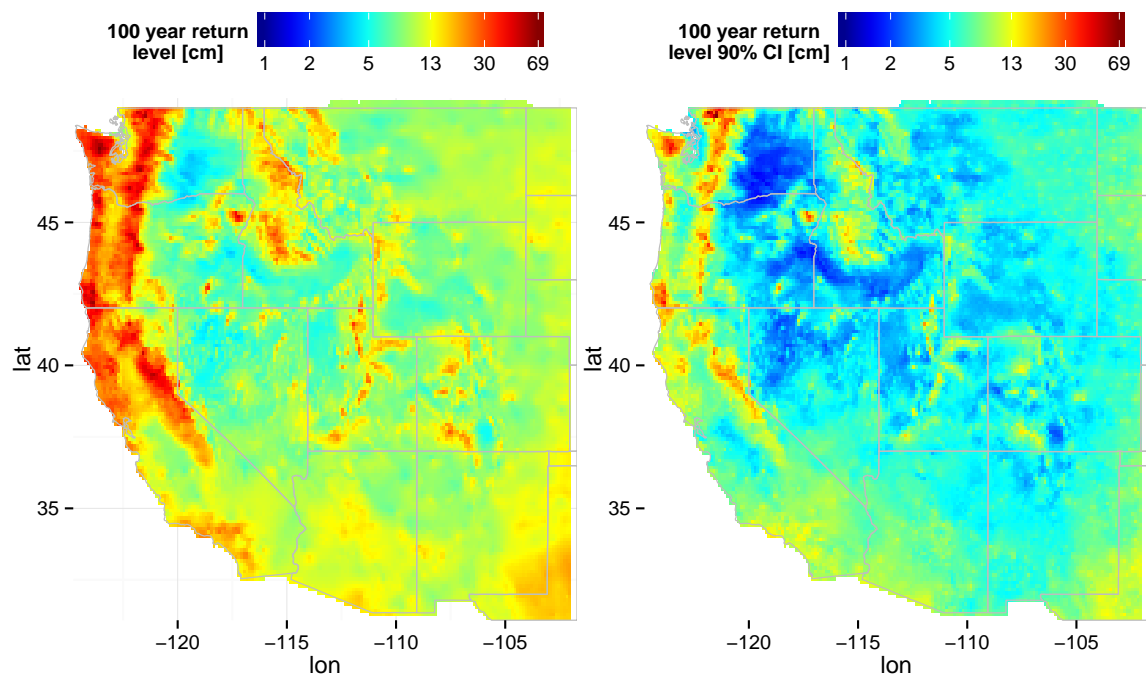 100 year return
level [cm]
1 2 5 13 30 69
45
40
35
lat
−120 −115 −110 −105
lon
100 year return
level 90% CI [cm]
1 2 5 13 30 69
45
40
35
lat
−120 −115 −110 −105
lon